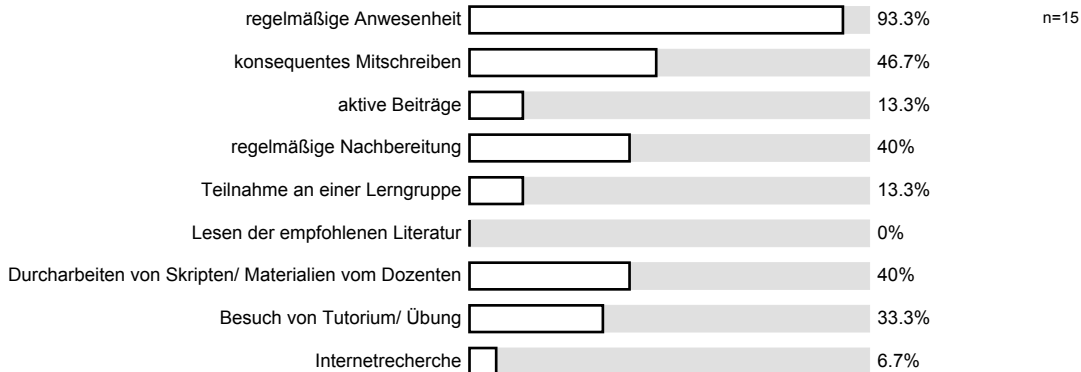 regelmäßige Anwesenheit 93.3% n=15
konsequentes Mitschreiben 46.7%
aktive Beiträge 13.3%
regelmäßige Nachbereitung 40%
Teilnahme an einer Lerngruppe 13.3%
Lesen der empfohlenen Literatur 0%
Durcharbeiten von Skripten/ Materialien vom Dozenten 40%
Besuch von Tutorium/ Übung 33.3%
Internetrecherche 6.7%